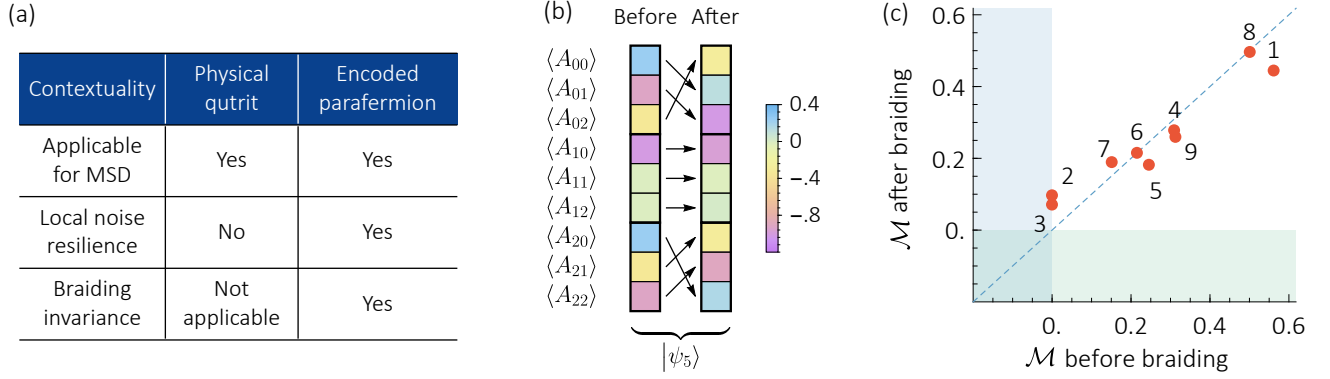 (a)
Contextuality
Physical
qutrit
Encoded
parafermion
Applicable
for MSD
Yes
Yes
Local noise
resilience
No
Yes
Braiding
invariance
Not
applicable
Yes
(b)
Before After
⟨A₀₀⟩
⟨A₀₁⟩
⟨A₀₂⟩
⟨A₁₀⟩
⟨A₁₁⟩
⟨A₁₂⟩
⟨A₂₀⟩
⟨A₂₁⟩
⟨A₂₂⟩
|ψ₅⟩
0.4
0
−.4
−.8
(c)
ℳ after braiding
0.6
0.4
0.2
0.
8
1
4
6
7
9
5
2
3
0. 0.2 0.4 0.6
ℳ before braiding